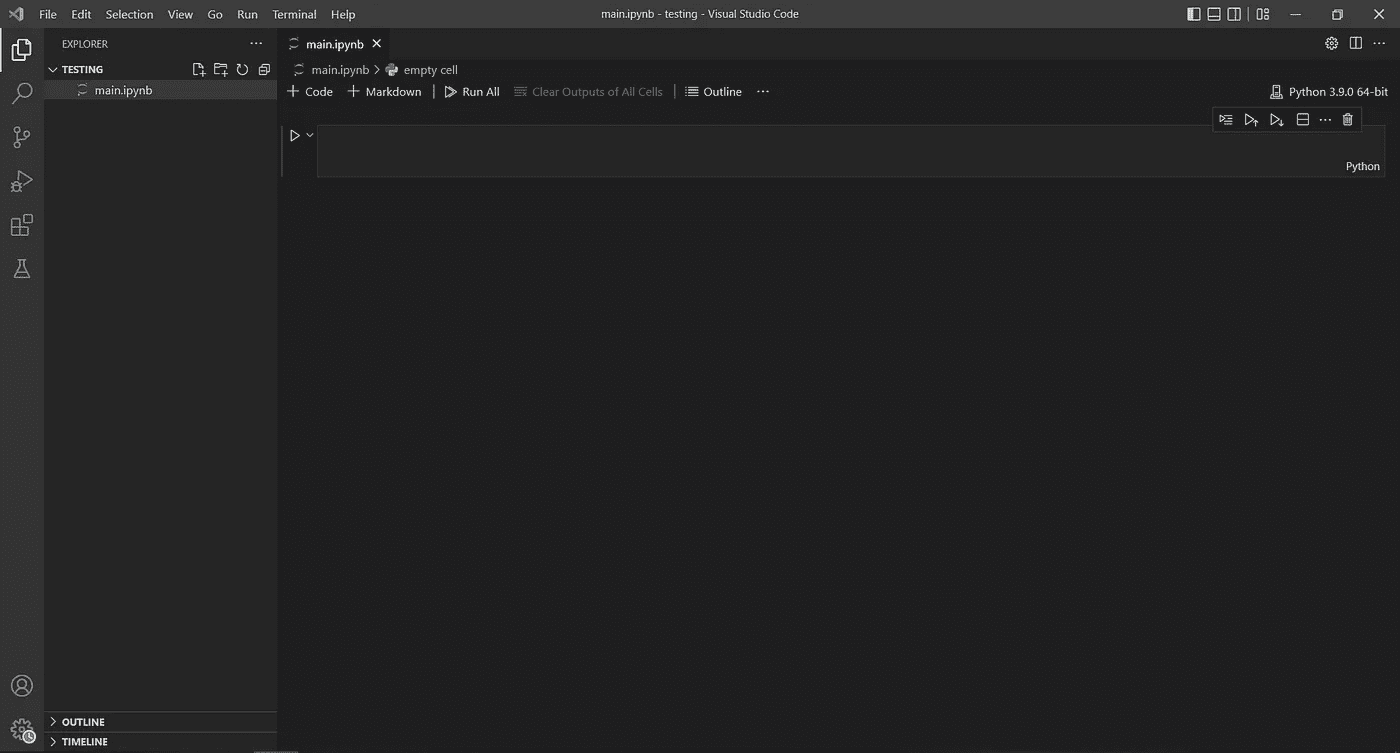 File Edit Selection View Go Run Terminal Help
main.ipynb - testing - Visual Studio Code
EXPLORER
TESTING
main.ipynb
OUTLINE
TIMELINE
main.ipynb
main.ipynb > empty cell
Code Markdown Run All Clear Outputs of All Cells Outline
Python 3.9.0 64-bit
Python